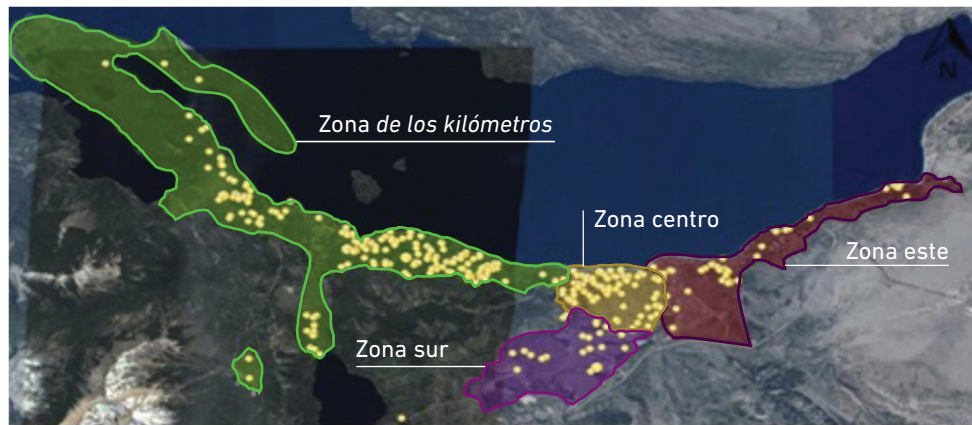 N
Zona de los kilómetros
Zona centro
Zona este
Zona sur